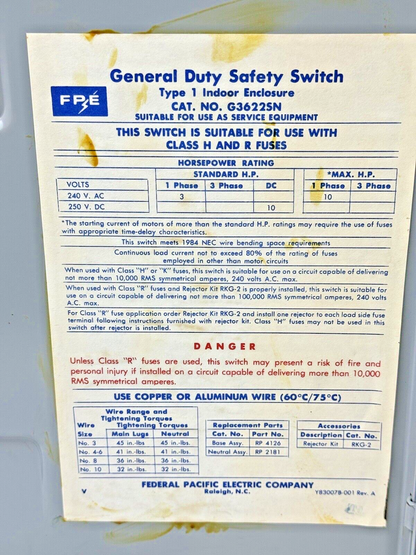 General Duty Safety Switch
FPE
Type 1 Indoor Enclosure
CAT. NO. G3622SN
SUITABLE FOR USE AS SERVICE EQUIPMENT
THIS SWITCH IS SUITABLE FOR USE WITH
CLASS H AND R FUSES
HORSEPOWER RATING
STANDARD H.P. *MAX. H.P.
VOLTS 1 Phase 3 Phase DC 1 Phase 3 Phase
240 V. AC 3 10
250 V. DC 10
*The starting current of motors of more than the standard H.P. ratings may require the use of fuses
with appropriate time-delay characteristics.
This switch meets 1984 NEC wire bending space requirements
Continuous load current not to exceed 80% of the rating of fuses
employed in other than motor circuits
When used with Class "H" or "K" fuses, this switch is suitable for use on a circuit capable of delivering
not more than 10,000 RMS symmetrical amperes, 240 volts A.C. max.
When used with Class "R" fuses and Rejector Kit RKG-2 is properly installed, this switch is suitable for
use on a circuit capable of delivering not more than 100,000 RMS symmetrical amperes, 240 volts
A.C. max.
For Class "R" fuse application order Rejector Kit RKG-2 and install one rejector to each load side fuse
terminal following instructions furnished with rejector kit. Class "H" fuses may not be used in this
switch after rejector is installed.
DANGER
Unless Class "R" fuses are used, this switch may present a risk of fire and
personal injury if installed on a circuit capable of delivering more than 10,000
RMS symmetrical amperes.
USE COPPER OR ALUMINUM WIRE (60°C/75°C)
Wire Range and
Tightening Torques
Wire Tightening Torques
Size Main Lugs Neutral
No. 3 45 in.-lbs. 45 in.-lbs.
No. 4-6 41 in.-lbs. 41 in.-lbs.
No. 8 36 in.-lbs. 36 in.-lbs.
No. 10 32 in.-lbs. 32 in.-lbs.
Replacement Parts
Cat. No. Part No.
Base Assy. RP 4126
Neutral Assy. RP 2181
Accessories
Description Cat. No.
Rejector Kit RKG-2
FEDERAL PACIFIC ELECTRIC COMPANY
V Raleigh, N.C. YB30078-001 Rev. A